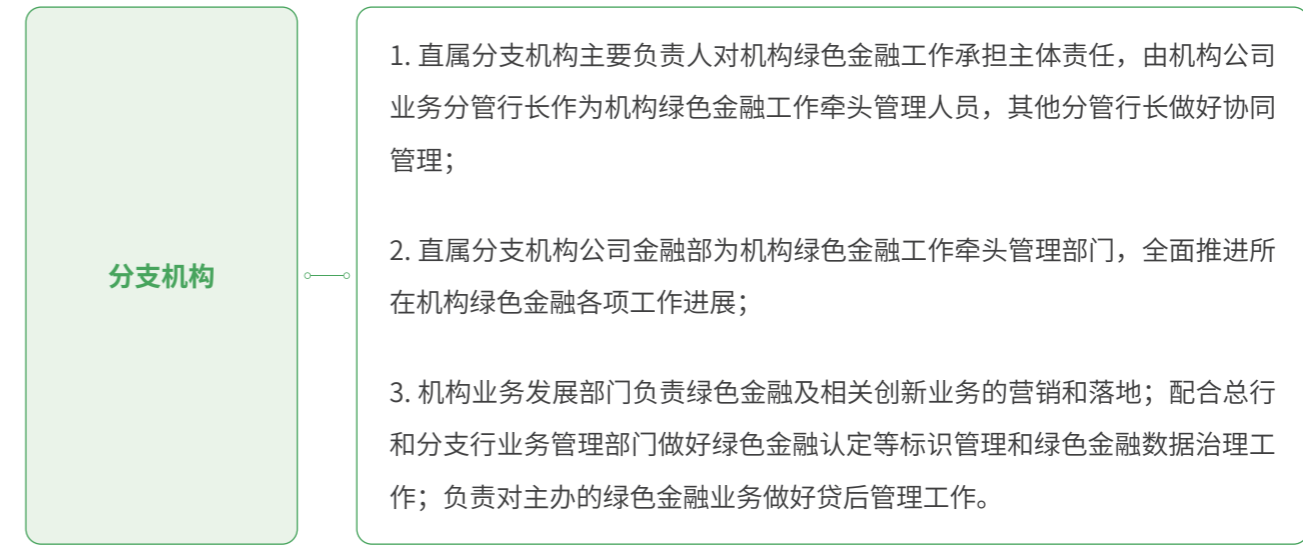 分支机构
1. 直属分支机构主要负责人对机构绿色金融工作承担主体责任，由机构公司
业务分管行长作为机构绿色金融工作牵头管理人员，其他分管行长做好协同
管理；
2. 直属分支机构公司金融部为机构绿色金融工作牵头管理部门，全面推进所
在机构绿色金融各项工作进展；
3. 机构业务发展部门负责绿色金融及相关创新业务的营销和落地；配合总行
和分支行业务管理部门做好绿色金融认定等标识管理和绿色金融数据治理工
作；负责对主办的绿色金融业务做好贷后管理工作。